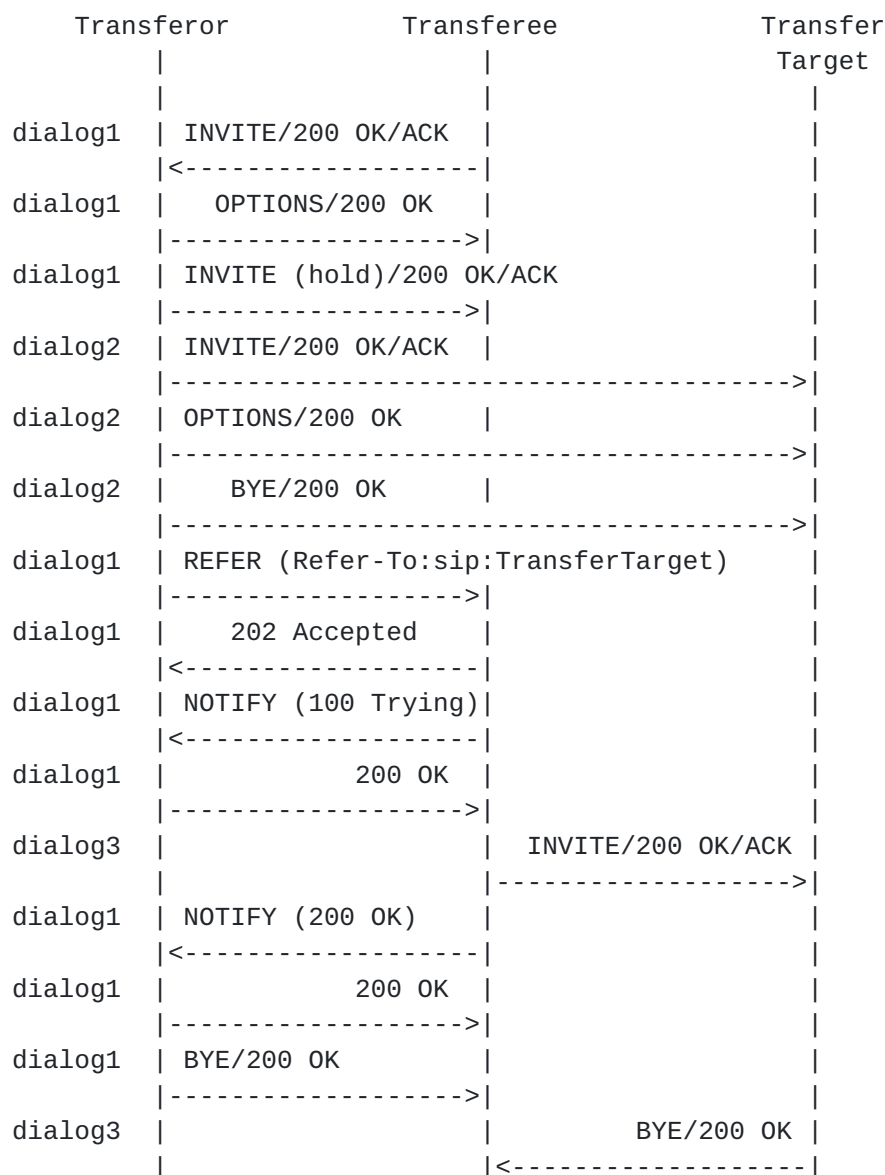 Transferor Transferee Transfer
| | Target
| | |
dialog1 | INVITE/200 OK/ACK | |
|<-------------------| |
dialog1 | OPTIONS/200 OK | |
|------------------->| |
dialog1 | INVITE (hold)/200 OK/ACK |
|------------------->| |
dialog2 | INVITE/200 OK/ACK | |
|---------------------------------------->|
dialog2 | OPTIONS/200 OK | |
|---------------------------------------->|
dialog2 | BYE/200 OK | |
|---------------------------------------->|
dialog1 | REFER (Refer-To:sip:TransferTarget) |
|------------------->| |
dialog1 | 202 Accepted | |
|<-------------------| |
dialog1 | NOTIFY (100 Trying)| |
|<-------------------| |
dialog1 | 200 OK | |
|------------------->| |
dialog3 | | INVITE/200 OK/ACK |
| |------------------->|
dialog1 | NOTIFY (200 OK) | |
|<-------------------| |
dialog1 | 200 OK | |
|------------------->| |
dialog1 | BYE/200 OK | |
|------------------->| |
dialog3 | | BYE/200 OK |
| |<-------------------|